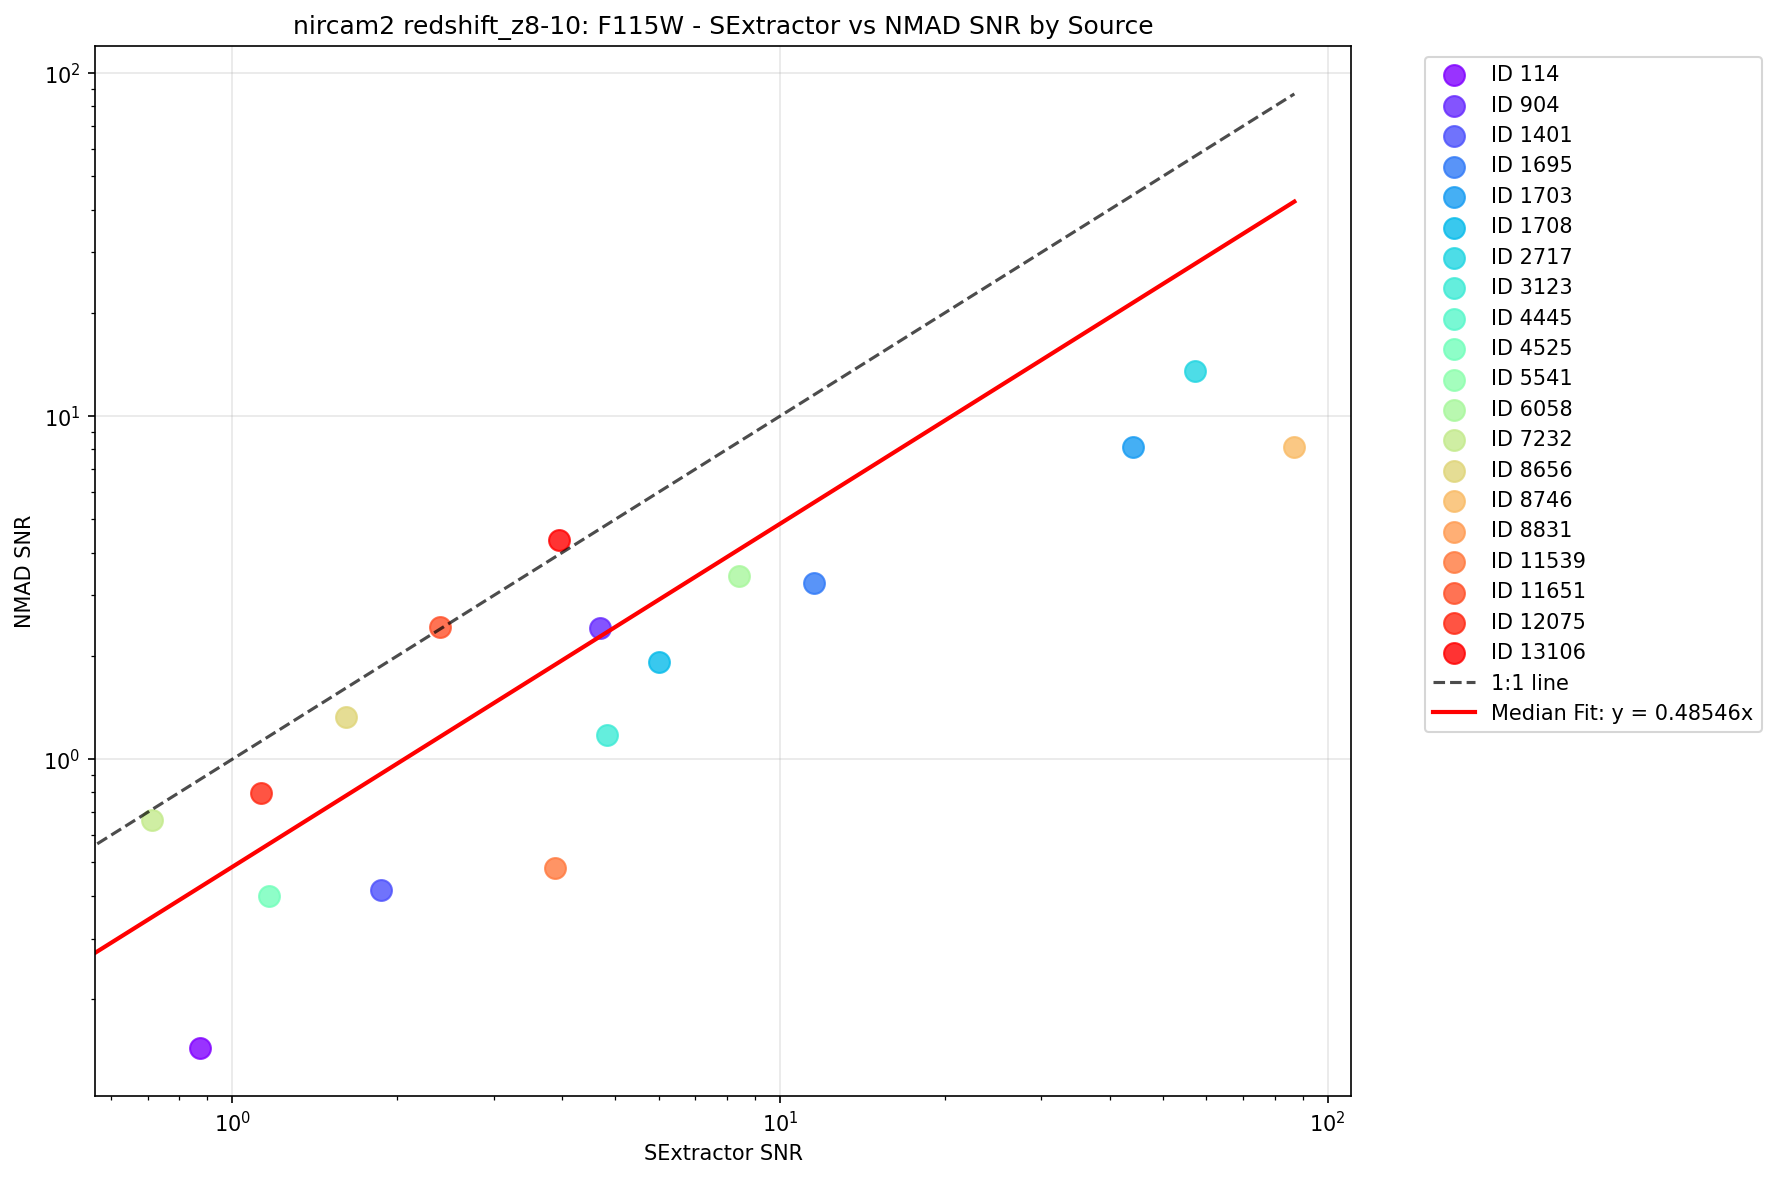 nircam2 redshift_z8-10: F115W - SExtractor vs NMAD SNR by Source
10²
10¹
10⁰
NMAD SNR
10⁰ 10¹ 10²
SExtractor SNR
ID 114
ID 904
ID 1401
ID 1695
ID 1703
ID 1708
ID 2717
ID 3123
ID 4445
ID 4525
ID 5541
ID 6058
ID 7232
ID 8656
ID 8746
ID 8831
ID 11539
ID 11651
ID 12075
ID 13106
1:1 line
Median Fit: y = 0.48546x